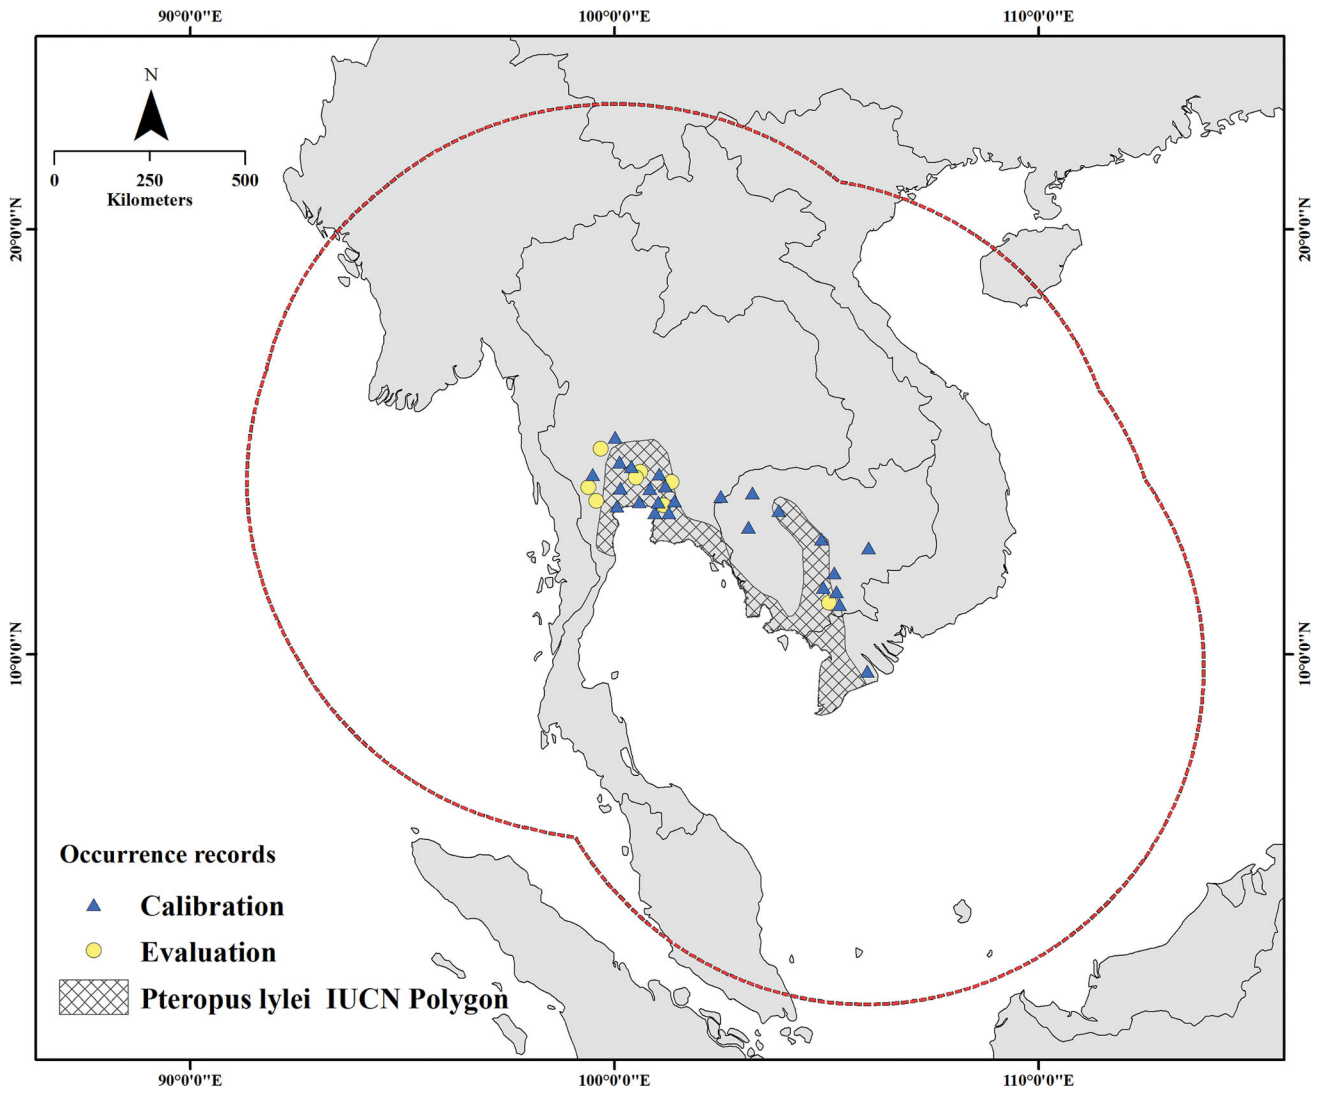 90°0'0"E 100°0'0"E 110°0'0"E
N
0 250 500
Kilometers
20°0'0"N 20°0'0"N
10°0'0"N 10°0'0"N
Occurrence records
Calibration
Evaluation
Pteropus lylei IUCN Polygon
90°0'0"E 100°0'0"E 110°0'0"E